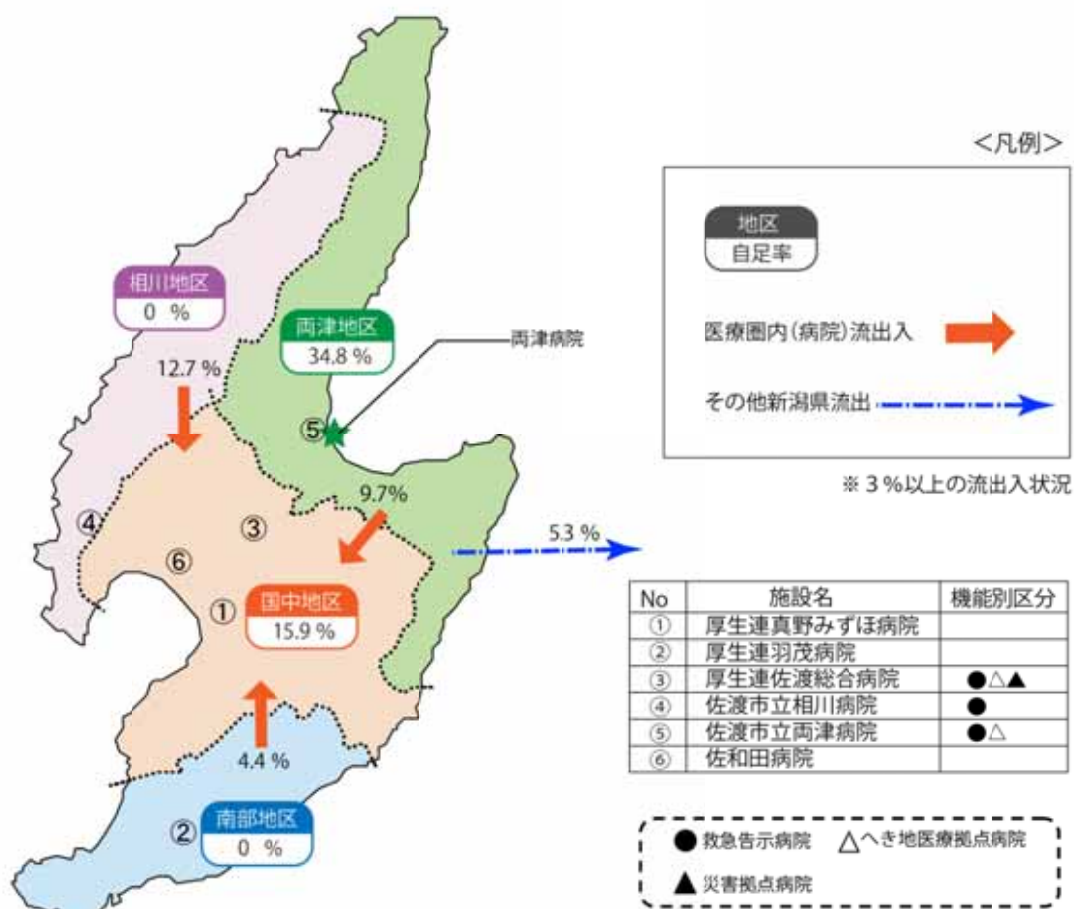 <凡例>
地区
自足率
医療圏内(病院)流出入
その他新潟県流出
※3%以上の流出入状況
相川地区
0 %
12.7 %
両津地区
34.8 %
両津病院
⑤
9.7%
5.3 %
④
③
⑥
①
国中地区
15.9 %
4.4 %
②
南部地区
0 %
No 施設名 機能別区分
① 厚生連真野みずほ病院
② 厚生連羽茂病院
③ 厚生連佐渡総合病院 ●△▲
④ 佐渡市立相川病院 ●
⑤ 佐渡市立両津病院 ●△
⑥ 佐和田病院
●救急告示病院 △へき地医療拠点病院
▲災害拠点病院